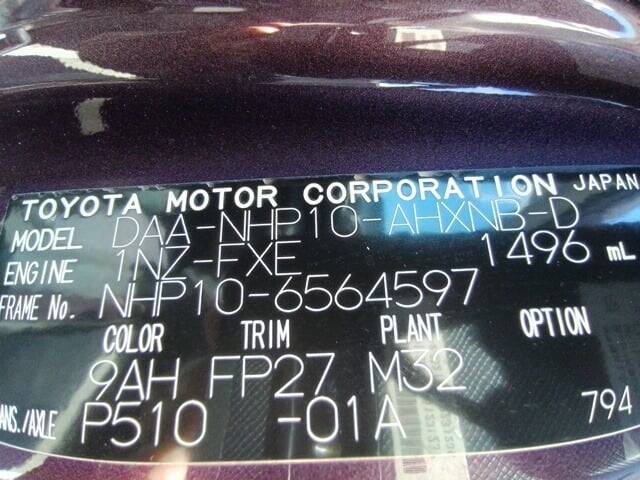 TOYOTA MOTOR CORPORATION JAPAN
MODEL DAA-NHP10-AHXNB-D
ENGINE 1NZ-FXE 1496 mL
FRAME No. NHP10-6564597
COLOR TRIM PLANT OPTION
9AH FP27 M32
ANS./AXLE P510 -01A 794